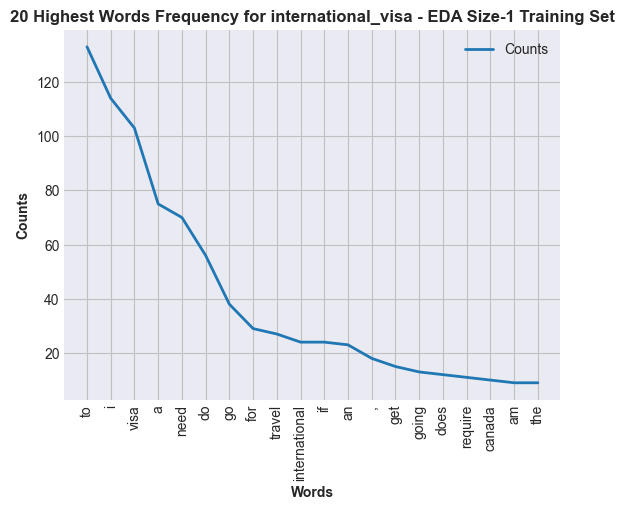 20 Highest Words Frequency for international_visa - EDA Size-1 Training Set
Counts
120
100
80
60
40
20
Counts
to
i
visa
a
need
do
go
for
travel
international
if
an
,
get
going
does
require
canada
am
the
Words